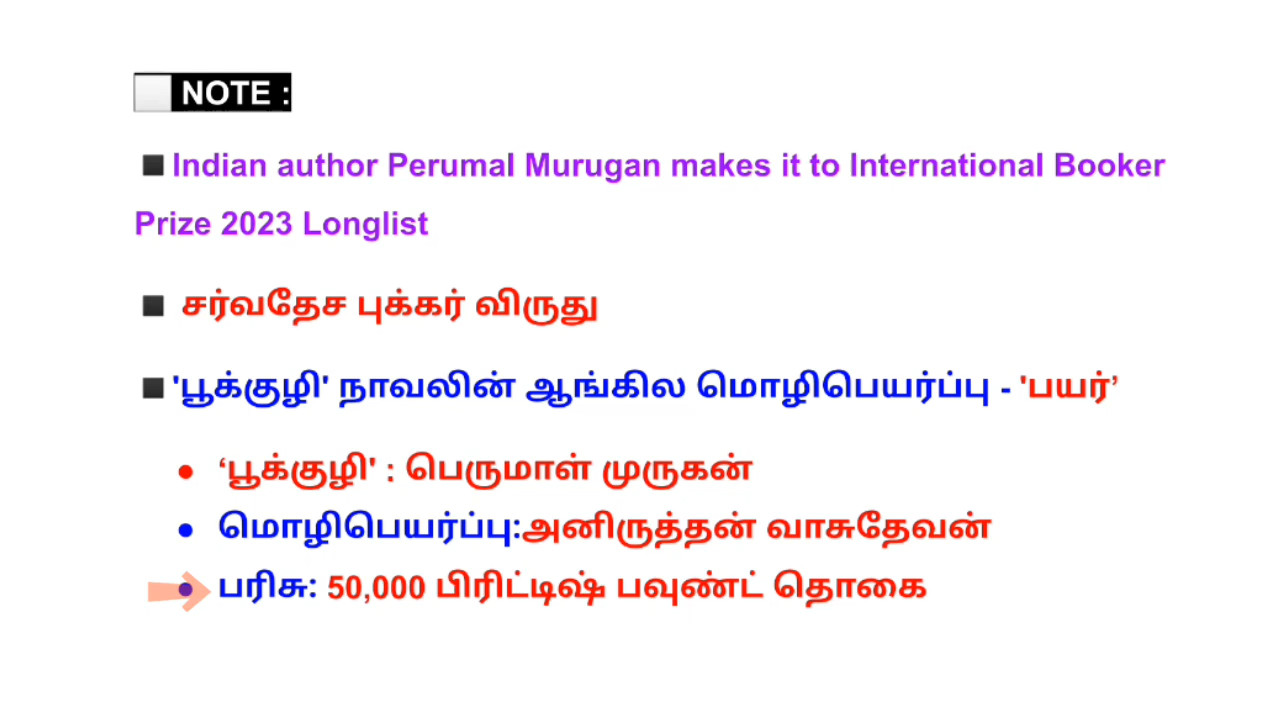 NOTE :
Indian author Perumal Murugan makes it to International Booker
Prize 2023 Longlist
சர்வதேச புக்கர் விருது
'பூக்குழி' நாவலின் ஆங்கில மொழிபெயர்ப்பு - 'பயர்’
‘பூக்குழி' : பெருமாள் முருகன்
மொழிபெயர்ப்பு:அனிருத்தன் வாசுதேவன்
பரிசு: 50,000 பிரிட்டிஷ் பவுண்ட் தொகை